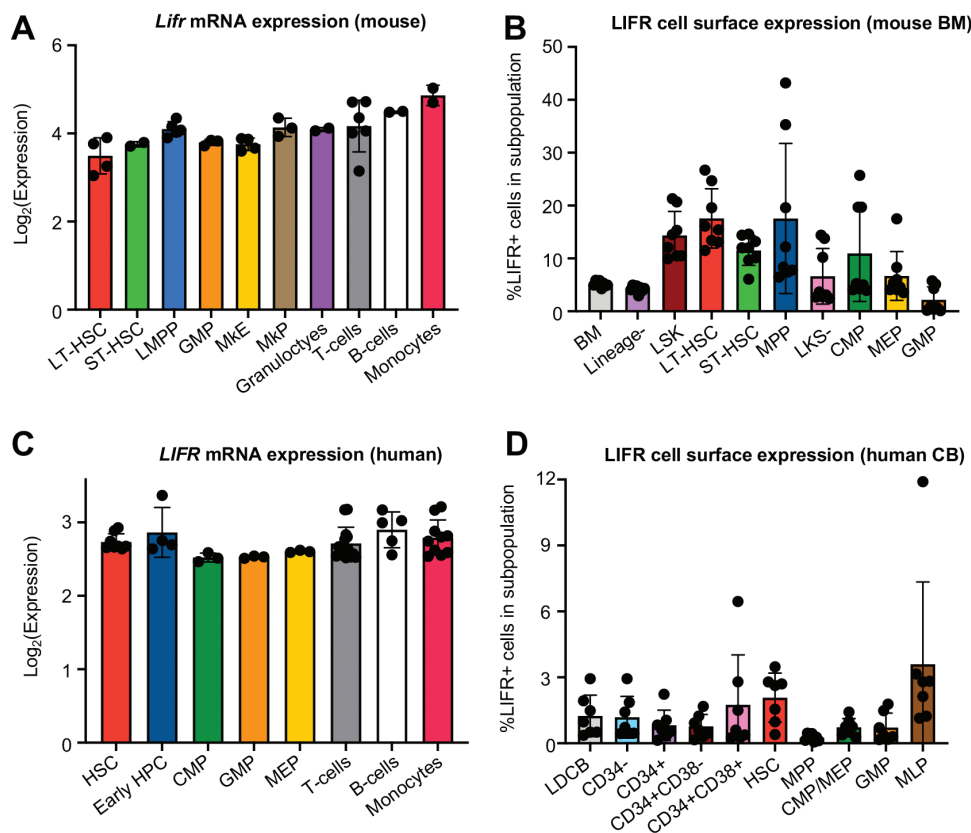 A
Lifr mRNA expression (mouse)
Log2(Expression)
6
4
2
0
LT-HSC
ST-HSC
LMPP
GMP
MkE
MkP
Granuloctyes
T-cells
B-cells
Monocytes
B
LIFR cell surface expression (mouse BM)
%LIFR+ cells in subpopulation
50
40
30
20
10
0
BM
Lineage-
LSK
LT-HSC
ST-HSC
MPP
LKS-
CMP
MEP
GMP
C
LIFR mRNA expression (human)
Log2(Expression)
3
2
1
0
HSC
Early HPC
CMP
GMP
MEP
T-cells
B-cells
Monocytes
D
LIFR cell surface expression (human CB)
%LIFR+ cells in subpopulation
12
9
6
3
0
LDCB
CD34-
CD34+
CD34+CD38-
CD34+CD38+
HSC
MPP
CMP/MEP
GMP
MLP